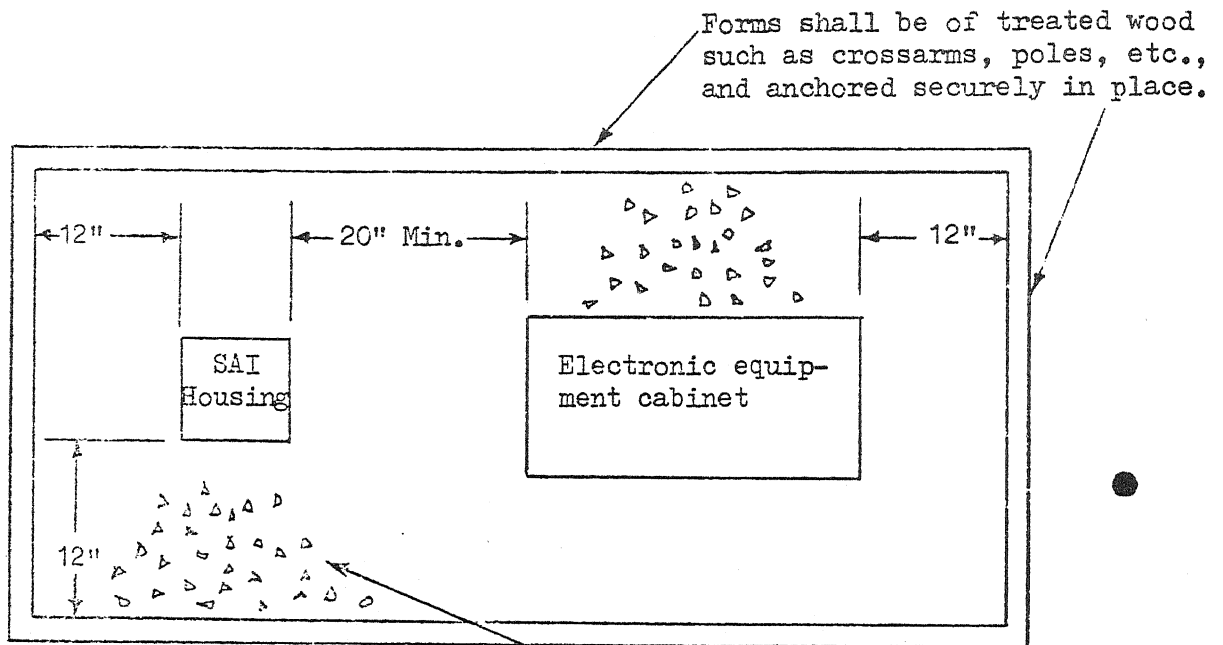 Forms shall be of treated wood
such as crossarms, poles, etc.,
and anchored securely in place.
12"
20" Min.
12"
SAI
Housing
Electronic equip-
ment cabinet
12"